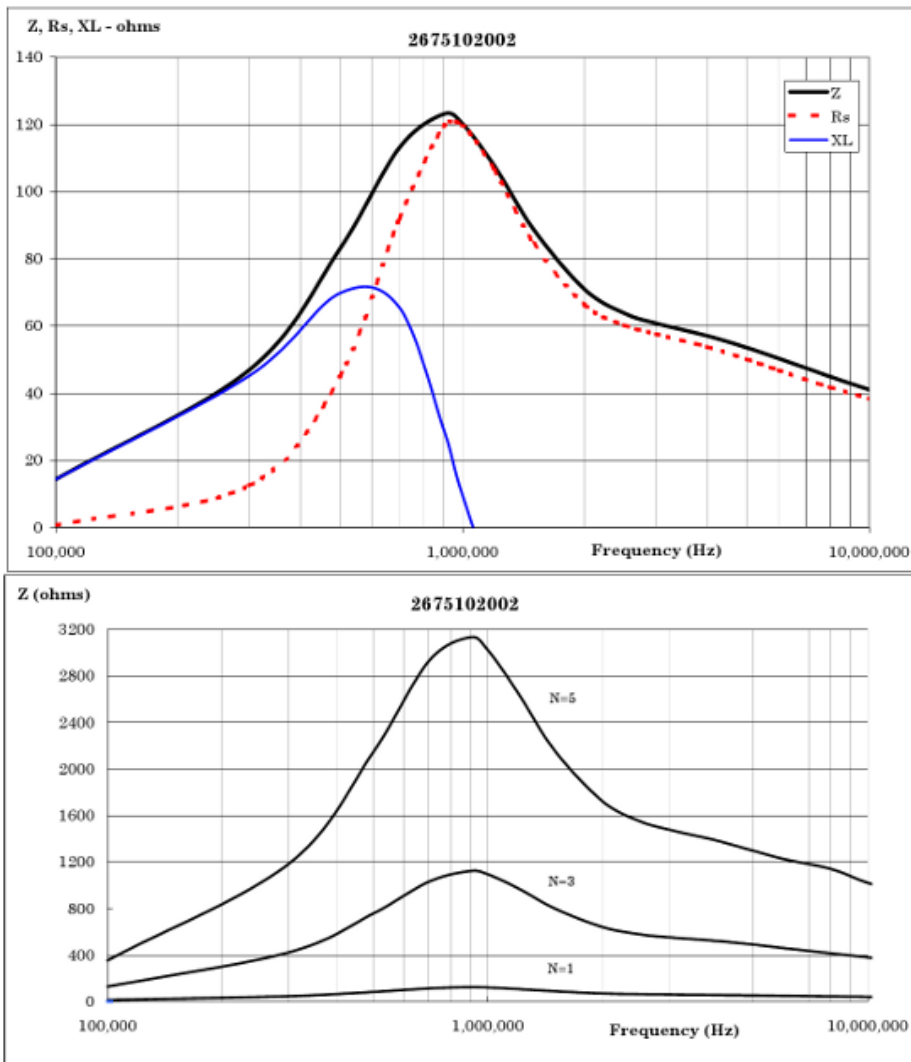 Z, Rs, XL - ohms
2675102002
140
120
100
80
60
40
20
0
Z
Rs
XL
100,000 1,000,000 Frequency (Hz) 10,000,000
Z (ohms)
2675102002
3200
2800
2400
2000
1600
1200
800
400
0
N=5
N=3
N=1
100,000 1,000,000 Frequency (Hz) 10,000,000